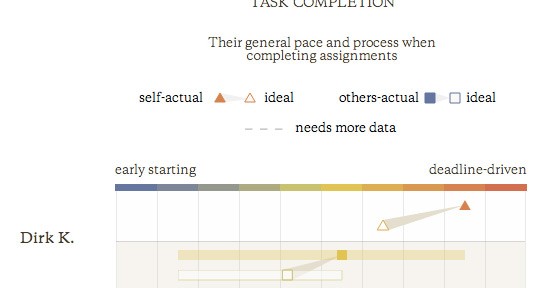 TASK COMPLETION
Their general pace and process when
completing assignments
self-actual ideal others-actual ideal
needs more data
early starting deadline-driven
Dirk K.